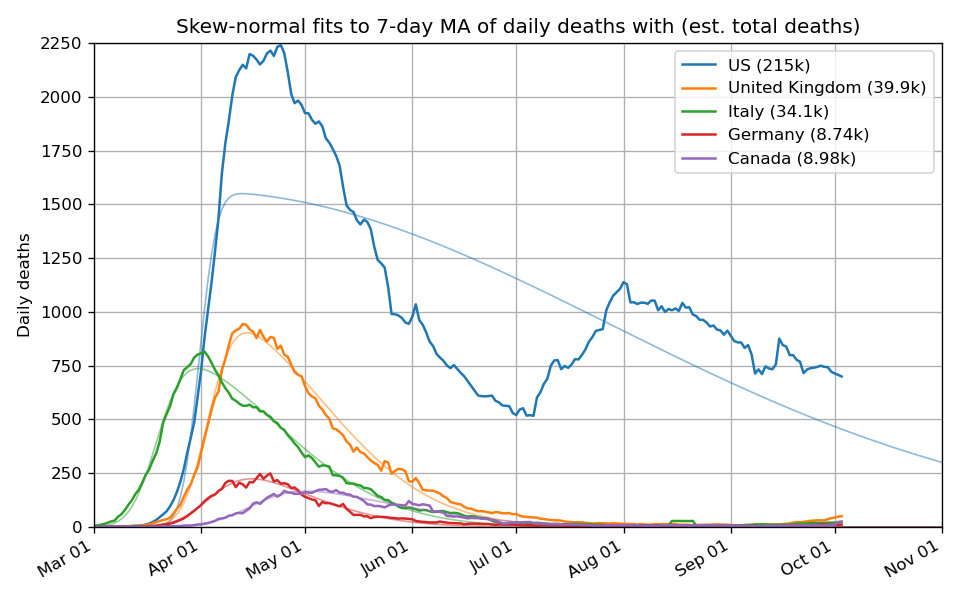 Skew-normal fits to 7-day MA of daily deaths with (est. total deaths)
2250
2000
1750
1500
1250
1000
750
500
250
0
Daily deaths
US (215k)
United Kingdom (39.9k)
Italy (34.1k)
Germany (8.74k)
Canada (8.98k)
Mar 01
Apr 01
May 01
Jun 01
Jul 01
Aug 01
Sep 01
Oct 01
Nov 01